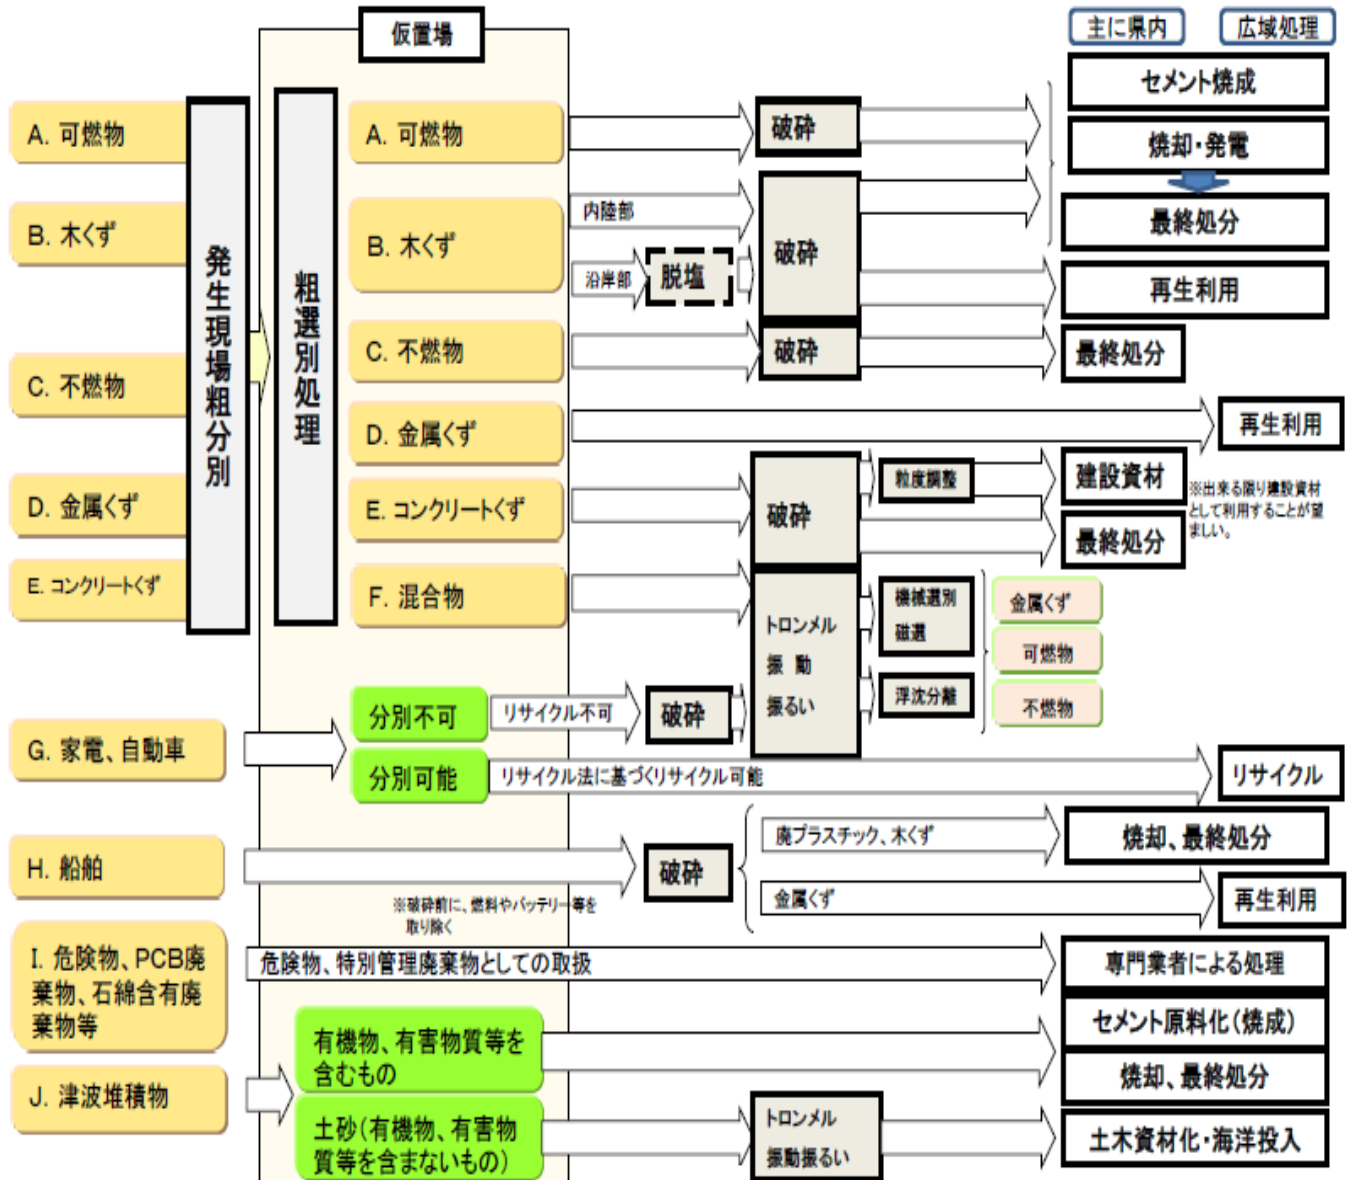 仮置場
主に県内
広域処理
A. 可燃物
B. 木くず
C. 不燃物
D. 金属くず
E. コンクリートくず
発生現場粗分別
粗選別処理
A. 可燃物
B. 木くず
C. 不燃物
D. 金属くず
E. コンクリートくず
F. 混合物
破砕
内陸部
沿岸部
脱塩
破砕
破砕
セメント焼成
焼却・発電
最終処分
再生利用
最終処分
再生利用
破砕
粒度調整
建設資材
最終処分
※出来る限り建設資材
として利用することが望
ましい。
トロンメル
振 動
振るい
機械選別
磁選
浮沈分離
金属くず
可燃物
不燃物
G. 家電、自動車
分別不可
リサイクル不可
破砕
分別可能
リサイクル法に基づくリサイクル可能
リサイクル
H. 船舶
※破砕前に、燃料やバッテリー等を
取り除く
破砕
廃プラスチック、木くず
焼却、最終処分
金属くず
再生利用
I. 危険物、PCB廃
棄物、石綿含有廃
棄物等
危険物、特別管理廃棄物としての取扱
専門業者による処理
J. 津波堆積物
有機物、有害物質等を
含むもの
セメント原料化(焼成)
焼却、最終処分
土砂(有機物、有害物
質等を含まないもの)
トロンメル
振動振るい
土木資材化・海洋投入